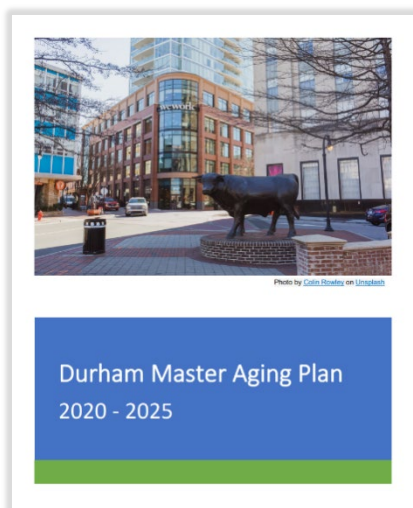 wework
Photo by Colin Rowley on Unsplash
Durham Master Aging Plan
2020 - 2025